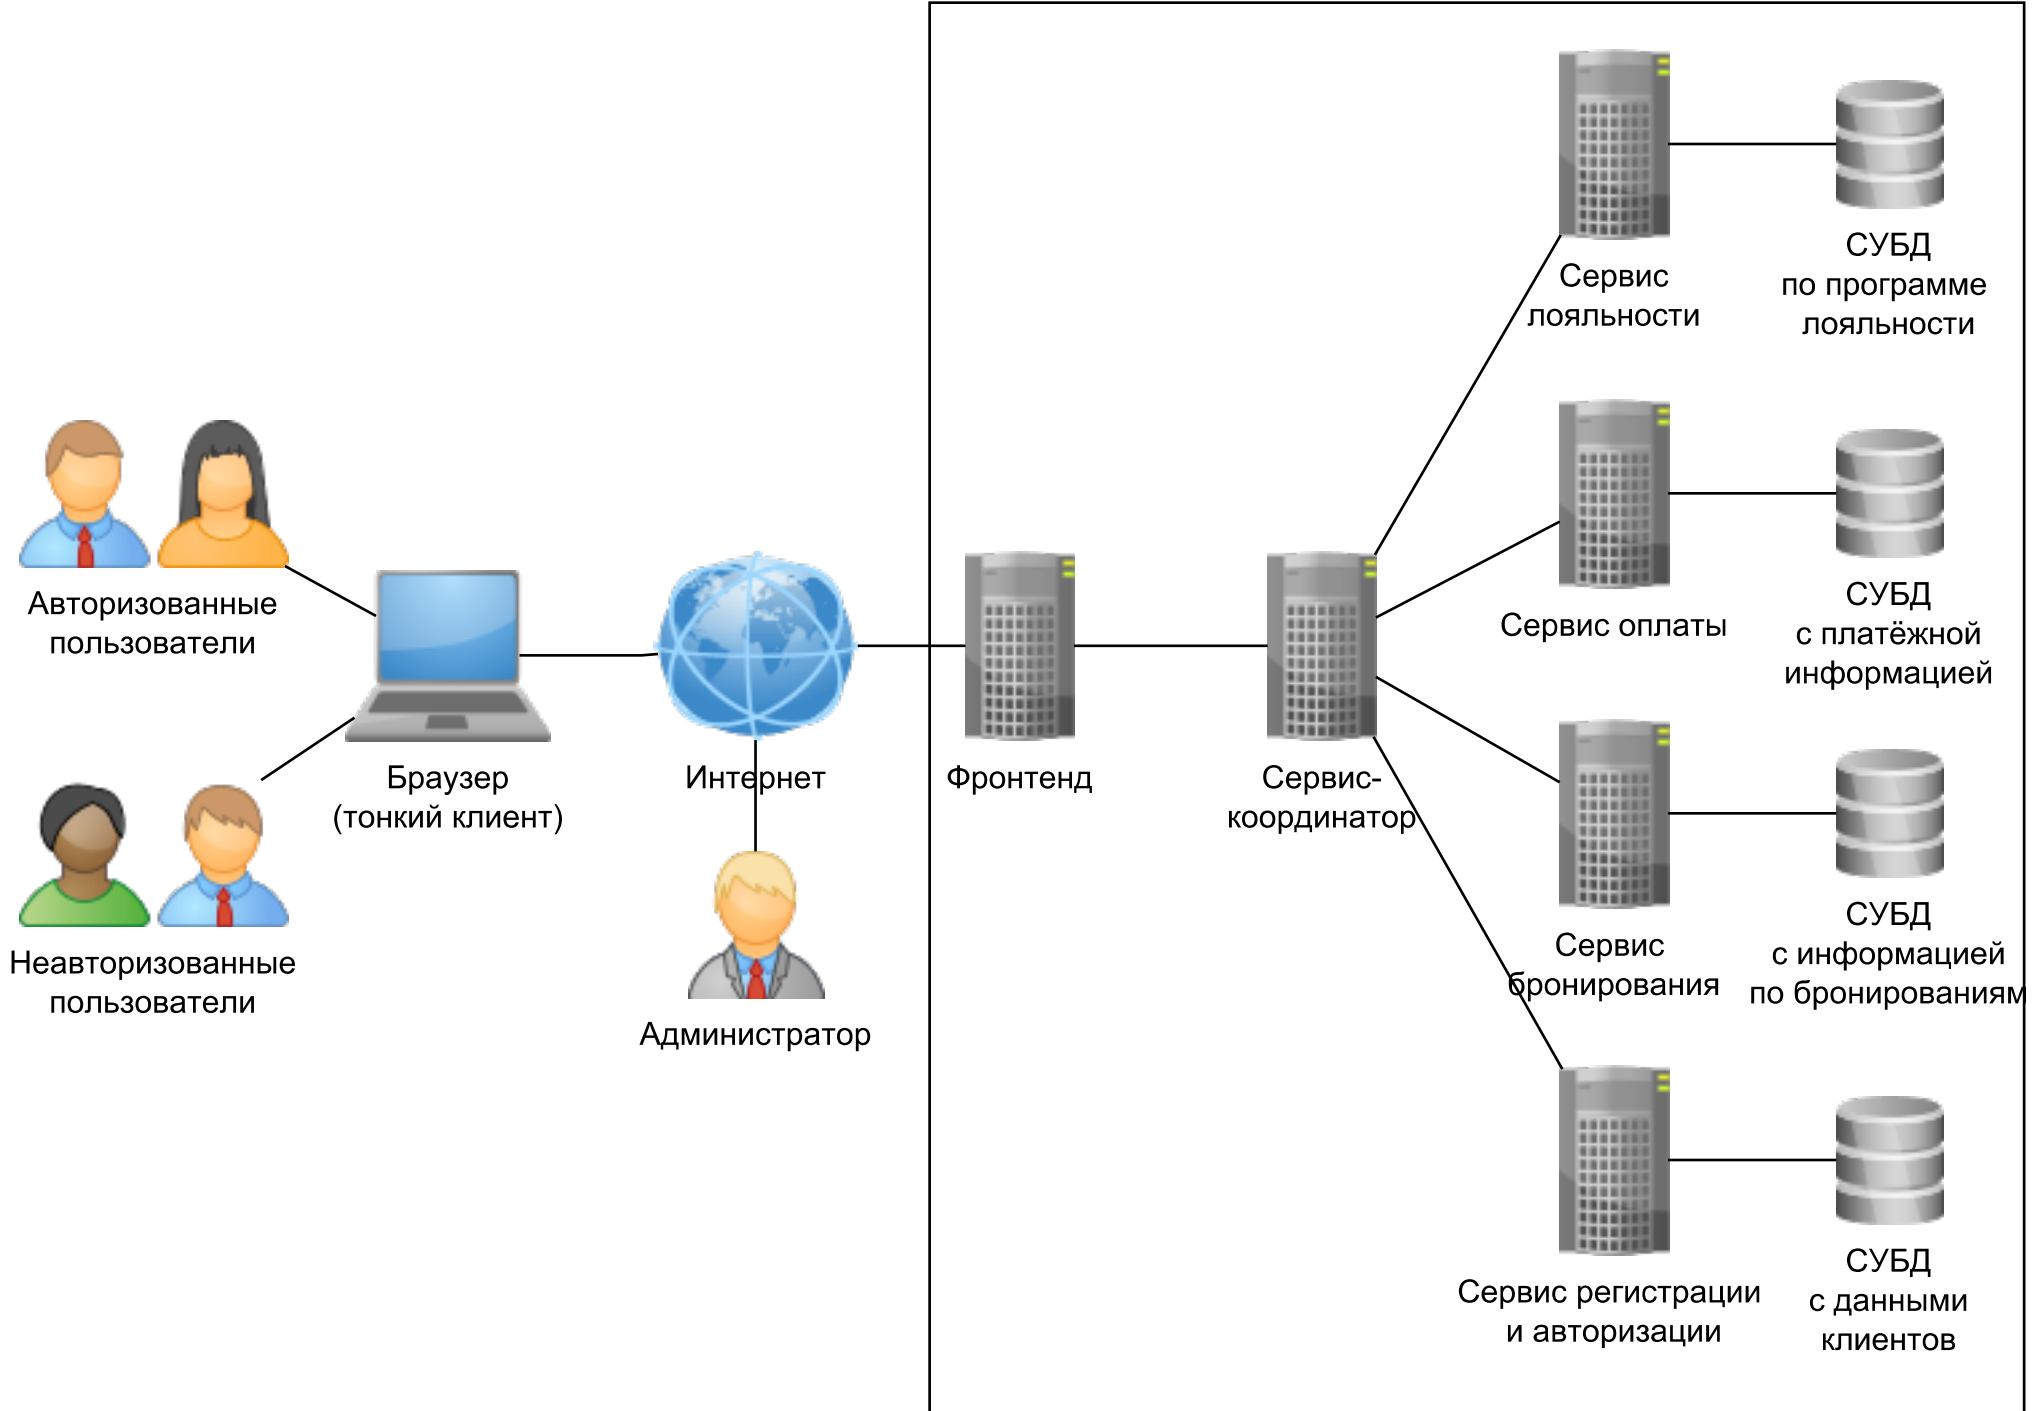 Сервис
лояльности
СУБД
по программе
лояльности
Авторизованные
пользователи
Сервис оплаты
СУБД
с платёжной
информацией
Браузер
(тонкий клиент)
Интернет
Фронтенд
Сервис-
координатор
Неавторизованные
пользователи
Администратор
Сервис
бронирования
СУБД
с информацией
по бронированиям
Сервис регистрации
и авторизации
СУБД
с данными
клиентов